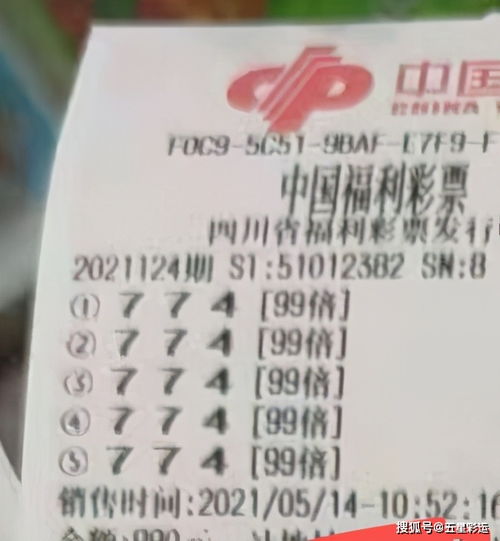 中国
F0C9-5C51-9BAF-E7F9-F
中国福利彩票
四川省福利彩票发行
2021124期 ST:51012382 SN:8
① 7 7 4 [99倍]
② 7 7 4 [99倍]
③ 7 7 4 [99倍]
④ 7 7 4 [99倍]
⑤ 7 7 4 [99倍]
销售时间:2021/05/14-10:52:16
搜狐号@五星彩运